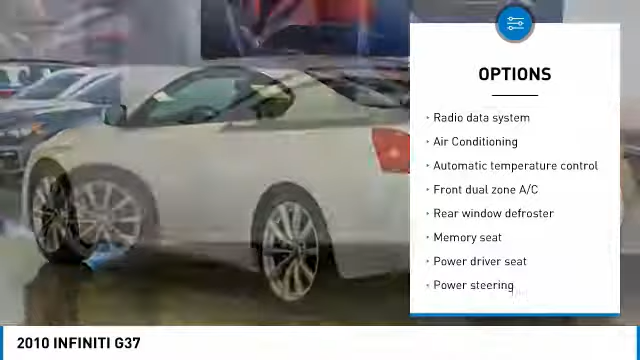 OPTIONS
Radio data system
Air Conditioning
Automatic temperature control
Front dual zone A/C
Rear window defroster
Memory seat
Power driver seat
Power steering
2010 INFINITI G37